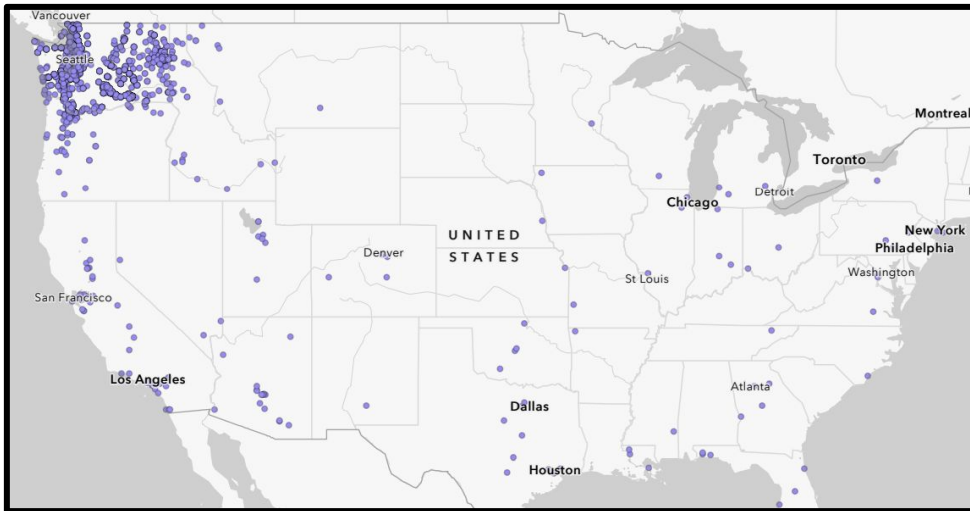 Vancouver
Seattle
Montreal
Toronto
Detroit
Chicago
New York
UNITED
STATES
Denver
Philadelphia
St Louis
Washington
San Francisco
Los Angeles
Atlanta
Dallas
Houston